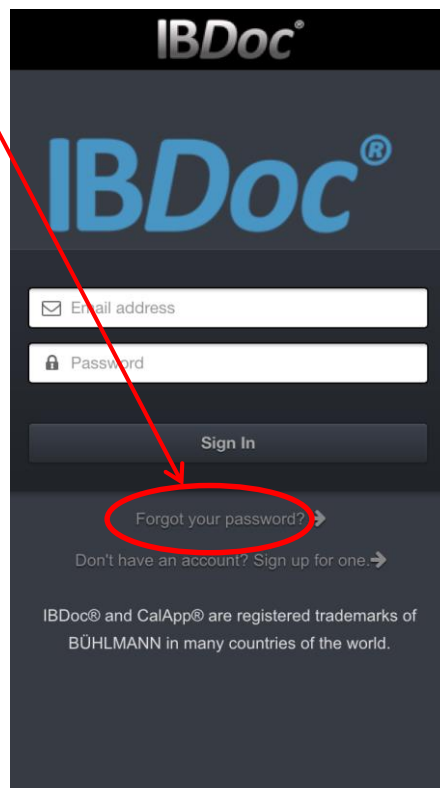 IBDoc®
IBDoc®
Email address
Password
Sign In
Forgot your password?
Don't have an account? Sign up for one.
IBDoc® and CalApp® are registered trademarks of
BÜHLMANN in many countries of the world.